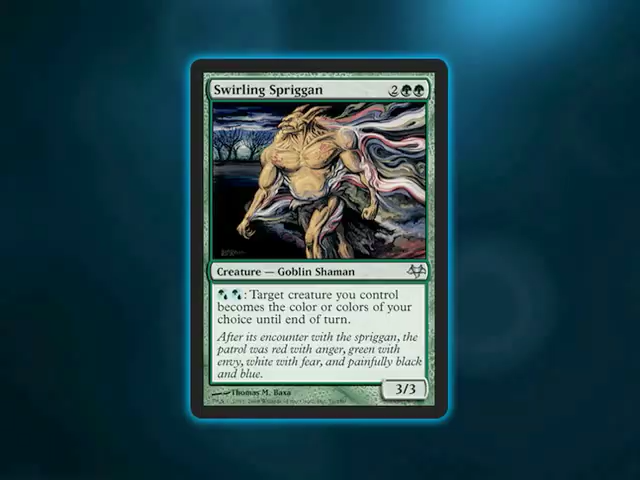 Swirling Spriggan 2
Creature — Goblin Shaman
: Target creature you control
becomes the color or colors of your
choice until end of turn.
After its encounter with the spriggan, the
patrol was red with anger, green with
envy, white with fear, and painfully black
and blue.
Thomas M. Baxa
3/3